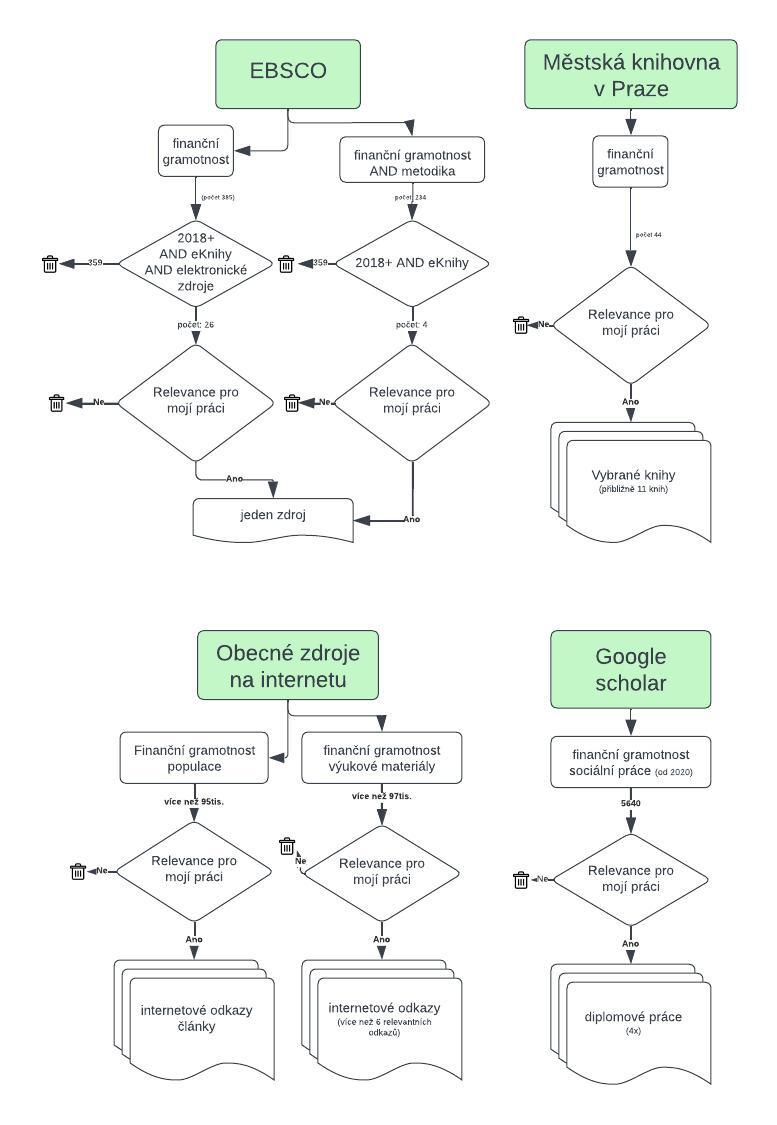 EBSCO
finanční
gramotnost
finanční gramotnost
AND metodika
(počet 385)
počet: 234
2018+
AND eKnihy
AND elektronické
zdroje
359
2018+ AND eKnihy
359
počet: 26
počet: 4
Relevance pro
mojí práci
Ne
Relevance pro
mojí práci
Ne
Ano
Ano
jeden zdroj
Městská knihovna
v Praze
finanční
gramotnost
počet 44
Relevance pro
mojí práci
Ne
Ano
Vybrané knihy
(přibližně 11 knih)
Obecné zdroje
na internetu
Finanční gramotnost
populace
finanční gramotnost
výukové materiály
více než 95tis.
více než 97tis.
Relevance pro
mojí práci
Ne
Relevance pro
mojí práci
Ne
Ano
Ano
internetové odkazy
články
internetové odkazy
(více než 6 relevantních
odkazů)
Google
scholar
finanční gramotnost
sociální práce (od 2020)
5640
Relevance pro
mojí práci
Ne
Ano
diplomové práce
(4x)